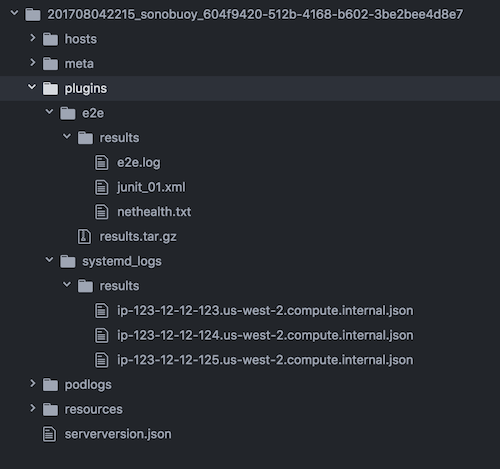 201708042215_sonobuoy_604f9420-512b-4168-b602-3be2bee4d8e7
hosts
meta
plugins
e2e
results
e2e.log
junit_01.xml
nethealth.txt
results.tar.gz
systemd_logs
results
ip-123-12-12-123.us-west-2.compute.internal.json
ip-123-12-12-124.us-west-2.compute.internal.json
ip-123-12-12-125.us-west-2.compute.internal.json
podlogs
resources
serverversion.json